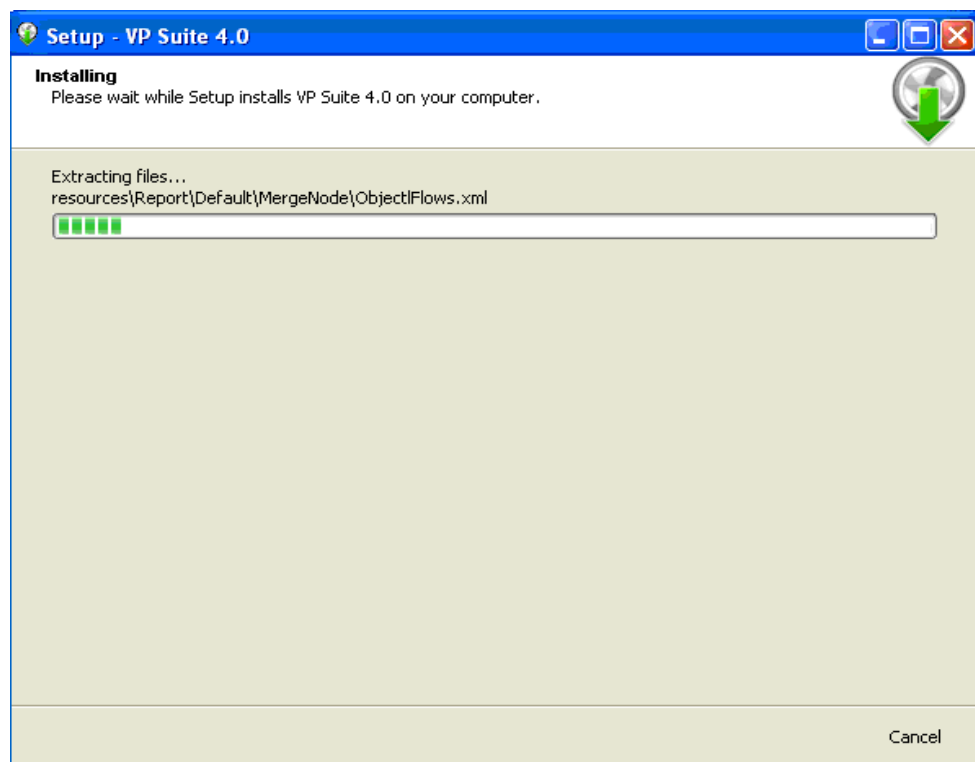 Setup - VP Suite 4.0
Installing
Please wait while Setup installs VP Suite 4.0 on your computer.
Extracting files...
resources\Report\Default\MergeNode\ObjectlFlows.xml
Cancel